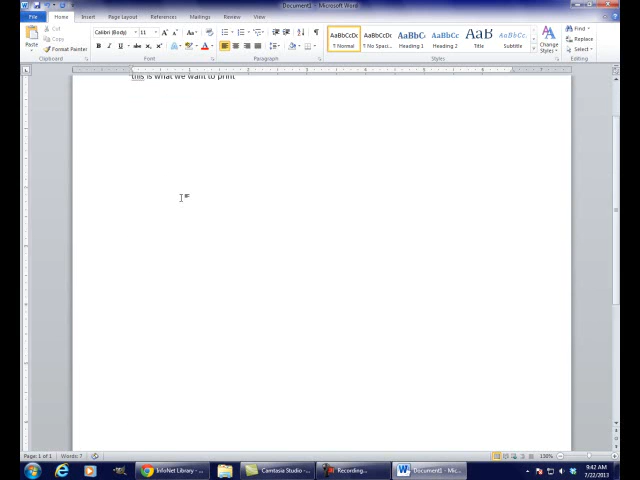 Document1 - Microsoft Word
File Home Insert Page Layout References Mailings Review View
Paste
Cut
Copy
Format Painter
Clipboard
Calibri (Body) 11
Font
Paragraph
AaBbCcDc AaBbCcDc AaBbC AaBbCc AaB AaBbCc.
¶ Normal ¶ No Spaci... Heading 1 Heading 2 Title Subtitle
Styles
Change
Styles
Find
Replace
Select
Editing
this is what we want to print
Page: 1 of 1 Words: 7 130%
InfoNet Library - ... Camtasia Studio -... Recording... Document1 - Mic...
9:42 AM
7/22/2013